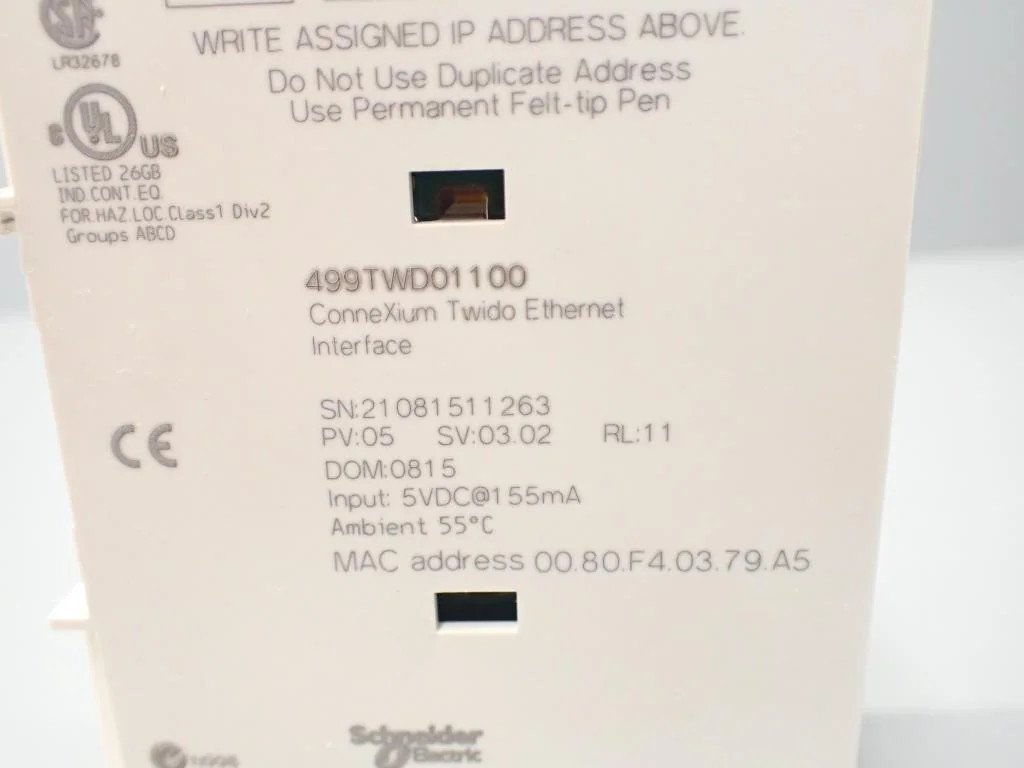 WRITE ASSIGNED IP ADDRESS ABOVE.
Do Not Use Duplicate Address
Use Permanent Felt-tip Pen
LR32678
c UL US
LISTED 26GB
IND.CONT.EQ.
FOR.HAZ.LOC.Class1 Div2
Groups ABCD
499TWD01100
ConneXium Twido Ethernet
Interface
SN:21081511263
PV:05 SV:03.02 RL:11
DOM:0815
Input: 5VDC@155mA
Ambient 55°C
MAC address 00.80.F4.03.79.A5
CE
Schneider
Electric